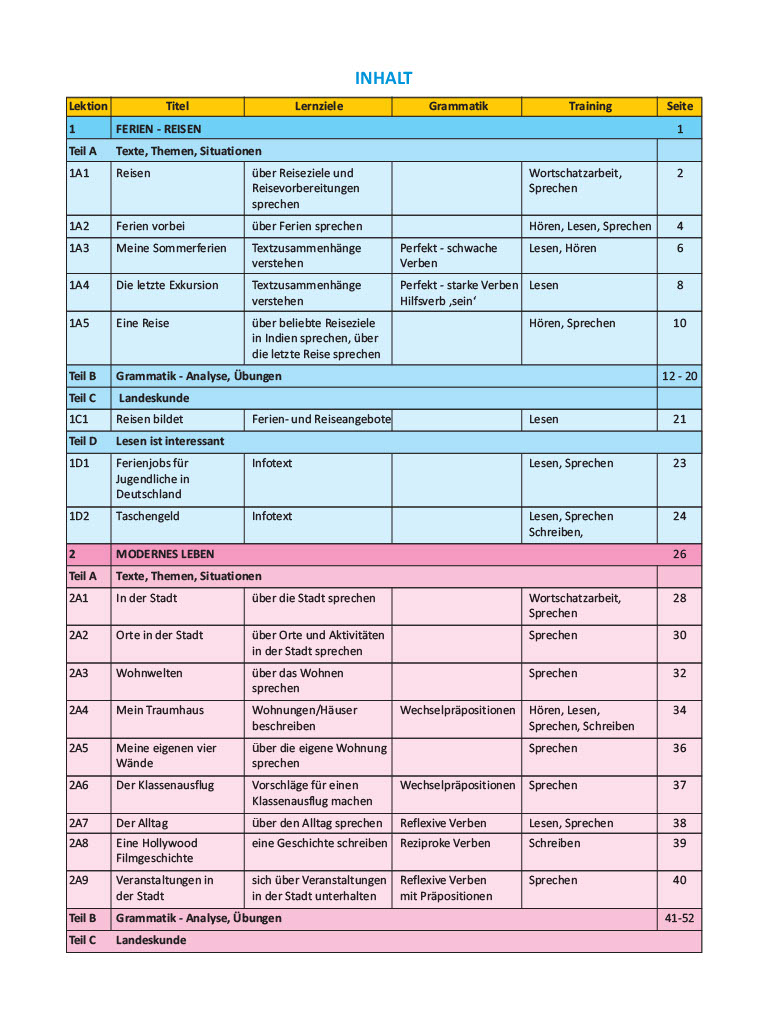 INHALT
Lektion Titel Lernziele Grammatik Training Seite
1 FERIEN - REISEN 1
Teil A Texte, Themen, Situationen
1A1 Reisen über Reiseziele und Wortschatzarbeit, 2
Reisevorbereitungen Sprechen
sprechen
1A2 Ferien vorbei über Ferien sprechen Hören, Lesen, Sprechen 4
1A3 Meine Sommerferien Textzusammenhänge Perfekt - schwache Lesen, Hören 6
verstehen Verben
1A4 Die letzte Exkursion Textzusammenhänge Perfekt - starke Verben Lesen 8
verstehen Hilfsverb ‚sein‘
1A5 Eine Reise über beliebte Reiseziele Hören, Sprechen 10
in Indien sprechen, über
die letzte Reise sprechen
Teil B Grammatik - Analyse, Übungen 12 - 20
Teil C Landeskunde
1C1 Reisen bildet Ferien- und Reiseangebote Lesen 21
Teil D Lesen ist interessant
1D1 Ferienjobs für Infotext Lesen, Sprechen 23
Jugendliche in
Deutschland
1D2 Taschengeld Infotext Lesen, Sprechen 24
Schreiben,
2 MODERNES LEBEN 26
Teil A Texte, Themen, Situationen
2A1 In der Stadt über die Stadt sprechen Wortschatzarbeit, 28
Sprechen
2A2 Orte in der Stadt über Orte und Aktivitäten Sprechen 30
in der Stadt sprechen
2A3 Wohnwelten über das Wohnen Sprechen 32
sprechen
2A4 Mein Traumhaus Wohnungen/Häuser Wechselpräpositionen Hören, Lesen, 34
beschreiben Sprechen, Schreiben
2A5 Meine eigenen vier über die eigene Wohnung Sprechen 36
Wände sprechen
2A6 Der Klassenausflug Vorschläge für einen Wechselpräpositionen Sprechen 37
Klassenausflug machen
2A7 Der Alltag über den Alltag sprechen Reflexive Verben Lesen, Sprechen 38
2A8 Eine Hollywood eine Geschichte schreiben Reziproke Verben Schreiben 39
Filmgeschichte
2A9 Veranstaltungen in sich über Veranstaltungen Reflexive Verben Sprechen 40
der Stadt in der Stadt unterhalten mit Präpositionen
Teil B Grammatik - Analyse, Übungen 41-52
Teil C Landeskunde